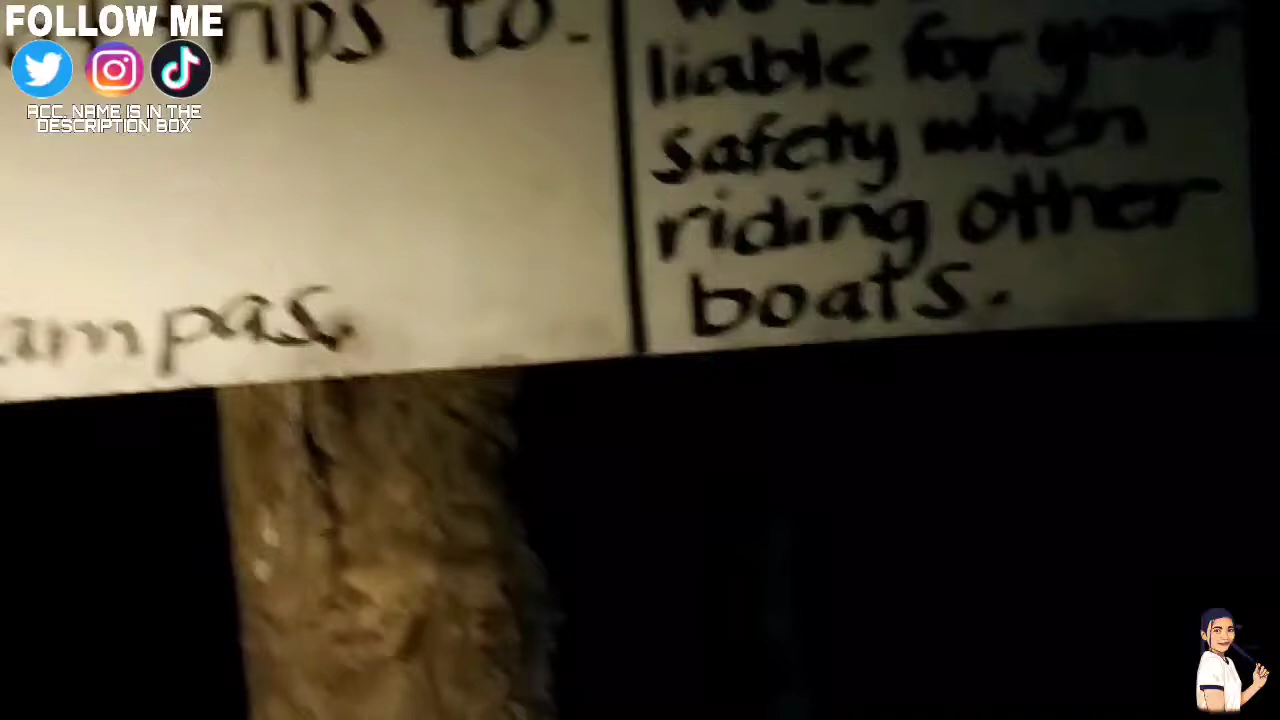 FOLLOW ME
ACC. NAME IS IN THE
DESCRIPTION BOX
to.
ampas.
liable for your
safety when
riding other
boats.